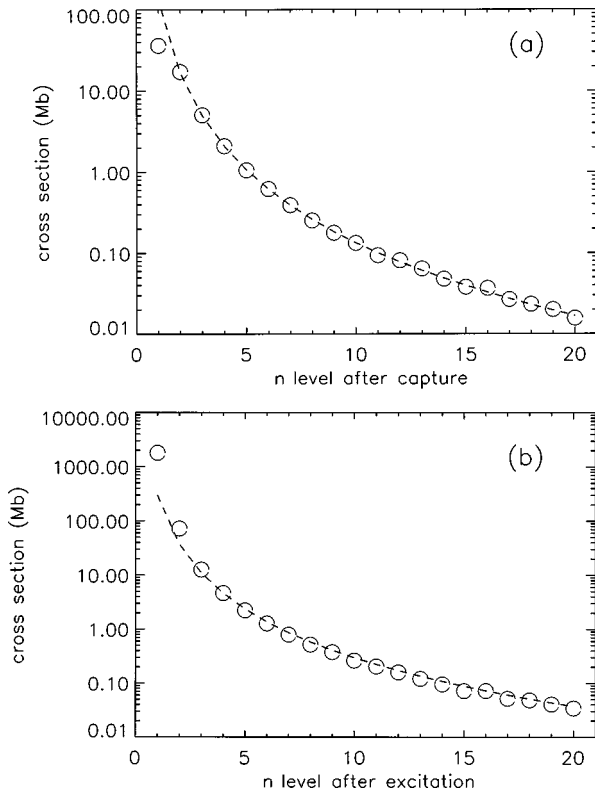 100.00
(a)
10.00
1.00
0.10
0.01
cross section (Mb)
0 5 10 15 20
n level after capture
10000.00
(b)
1000.00
100.00
10.00
1.00
0.10
0.01
cross section (Mb)
0 5 10 15 20
n level after excitation